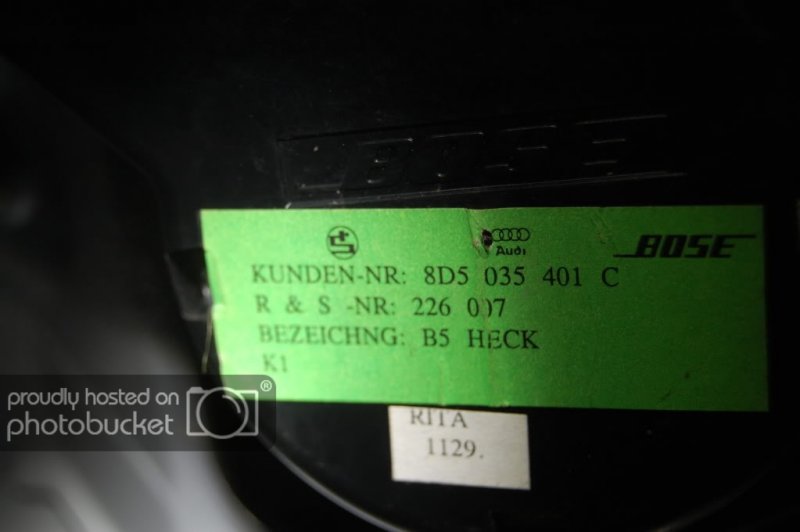 BOSE
Audi
BOSE
KUNDEN-NR: 8D5 035 401 C
R & S -NR: 226 007
BEZEICHNG: B5 HECK
K1
RITA
1129.
proudly hosted on
photobucket